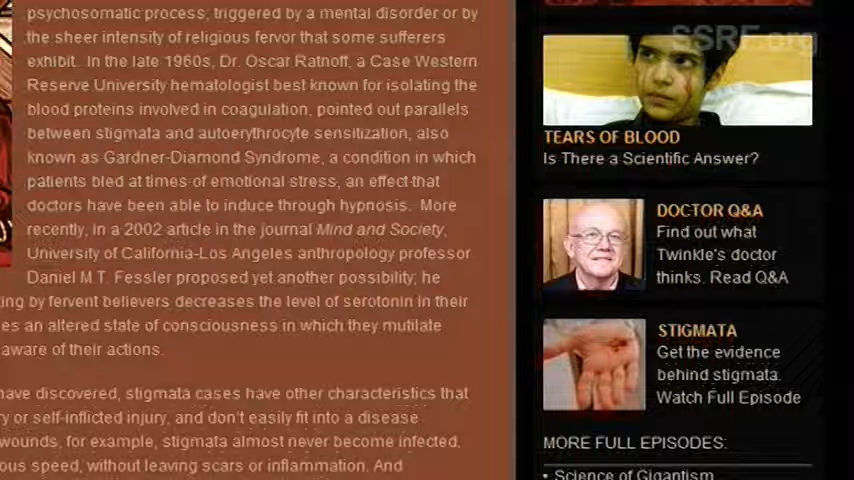 psychosomatic process, triggered by a mental disorder or by
the sheer intensity of religious fervor that some sufferers
exhibit. In the late 1960s, Dr. Oscar Ratnoff, a Case Western
Reserve University hematologist best known for isolating the
blood proteins involved in coagulation, pointed out parallels
between stigmata and autoerythrocyte sensitization, also
known as Gardner-Diamond Syndrome, a condition in which
patients bled at times of emotional stress, an effect that
doctors have been able to induce through hypnosis. More
recently, in a 2002 article in the journal Mind and Society,
University of California-Los Angeles anthropology professor
Daniel M.T. Fessler proposed yet another possibility; he
ting by fervent believers decreases the level of serotonin in their
es an altered state of consciousness in which they mutilate
aware of their actions.
have discovered, stigmata cases have other characteristics that
ry or self-inflicted injury, and don't easily fit into a disease
wounds, for example, stigmata almost never become infected,
ous speed, without leaving scars or inflammation. And
SSRF.org
TEARS OF BLOOD
Is There a Scientific Answer?
DOCTOR Q&A
Find out what
Twinkle's doctor
thinks. Read Q&A
STIGMATA
Get the evidence
behind stigmata.
Watch Full Episode
MORE FULL EPISODES:
• Science of Gigantism